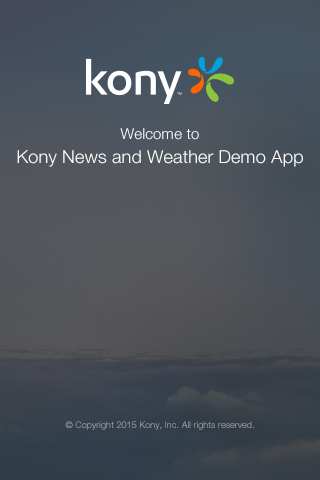 kony™
Welcome to
Kony News and Weather Demo App
© Copyright 2015 Kony, Inc. All rights reserved.